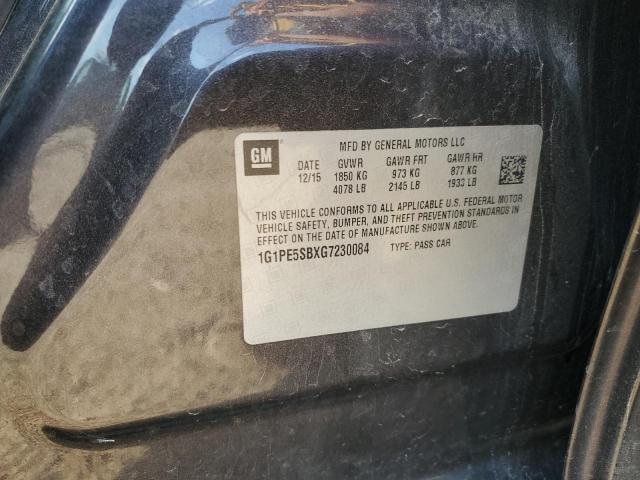 GM
MFD BY GENERAL MOTORS LLC
DATE GVWR GAWR FRT GAWR RR
12/15 1850 KG 973 KG 877 KG
4078 LB 2145 LB 1933 LB
THIS VEHICLE CONFORMS TO ALL APPLICABLE U.S. FEDERAL MOTOR
VEHICLE SAFETY, BUMPER, AND THEFT PREVENTION STANDARDS IN
EFFECT ON THE DATE OF MANUFACTURE SHOWN ABOVE.
1G1PE5SBXG7230084 TYPE: PASS CAR